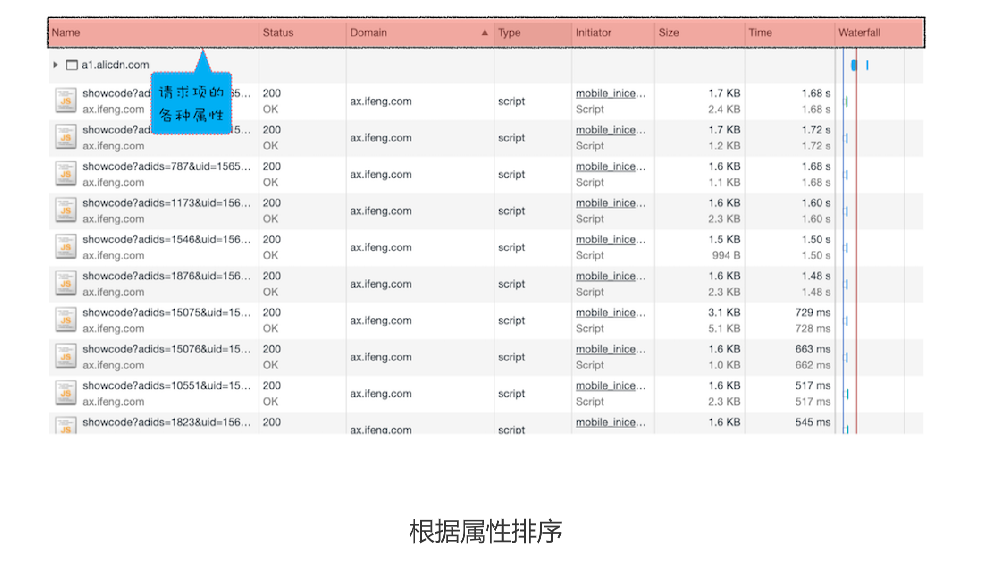 Name Status Domain Type Initiator Size Time Waterfall
a1.alicdn.com
请求项的
各种属性
showcode?adid 65... 200 mobile_inice... 1.7 KB 1.68 s
ax.ifeng.com OK ax.ifeng.com script Script 2.4 KB 1.68 s
showcode?ad 200 mobile_inice... 1.7 KB 1.72 s
ax.ifeng.com OK ax.ifeng.com script Script 1.2 KB 1.72 s
showcode?adids=787&uid=1565... 200 mobile_inice... 1.6 KB 1.68 s
ax.ifeng.com OK ax.ifeng.com script Script 1.1 KB 1.68 s
showcode?adids=1173&uid=156... 200 mobile_inice... 1.6 KB 1.60 s
ax.ifeng.com OK ax.ifeng.com script Script 2.3 KB 1.60 s
showcode?adids=1546&uid=156... 200 mobile_inice... 1.5 KB 1.50 s
ax.ifeng.com OK ax.ifeng.com script Script 994 B 1.50 s
showcode?adids=1876&uid=156... 200 mobile_inice... 1.6 KB 1.48 s
ax.ifeng.com OK ax.ifeng.com script Script 2.3 KB 1.48 s
showcode?adids=15075&uid=15... 200 mobile_inice... 3.1 KB 729 ms
ax.ifeng.com OK ax.ifeng.com script Script 5.1 KB 728 ms
showcode?adids=15076&uid=15... 200 mobile_inice... 1.6 KB 663 ms
ax.ifeng.com OK ax.ifeng.com script Script 1.0 KB 662 ms
showcode?adids=10551&uid=15... 200 mobile_inice... 1.6 KB 517 ms
ax.ifeng.com OK ax.ifeng.com script Script 2.3 KB 517 ms
showcode?adids=1823&uid=156... 200 mobile_inice... 1.6 KB 545 ms
ax.ifeng.com script
根据属性排序